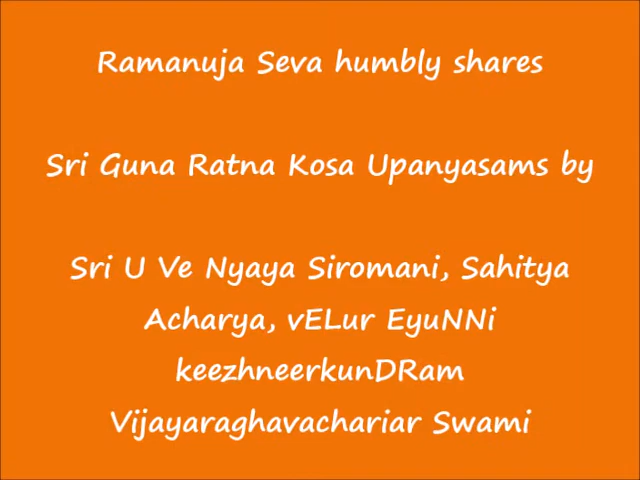 Ramanuja Seva humbly shares
Sri Guna Ratna Kosa Upanyasams by
Sri U Ve Nyaya Siromani, Sahitya
Acharya, vELur EyuNNi
keezhneerkunDRam
Vijayaraghavachariar Swami